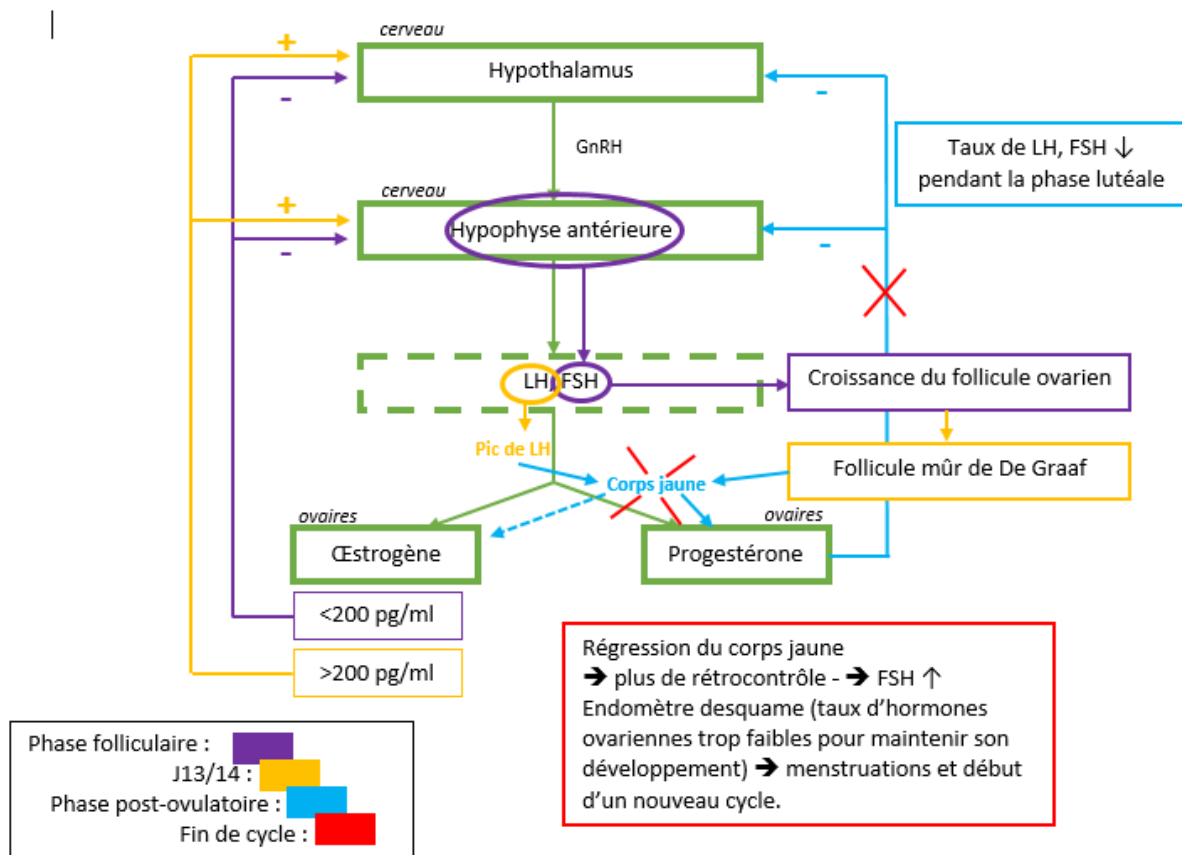 cerveau
+
Hypothalamus
-
-
GnRH
Taux de LH, FSH ↓
pendant la phase lutéale
cerveau
+
Hypophyse antérieure
-
-
LH, FSH
Croissance du follicule ovarien
Pic de LH
Follicule mûr de De Graaf
Corps jaune
ovaires
ovaires
Œstrogène
Progestérone
<200 pg/ml
>200 pg/ml
Régression du corps jaune
➔ plus de rétrocontrôle - ➔ FSH ↑
Endomètre desquame (taux d’hormones
ovariennes trop faibles pour maintenir son
développement) ➔ menstruations et début
d’un nouveau cycle.
Phase folliculaire :
J13/14 :
Phase post-ovulatoire :
Fin de cycle :